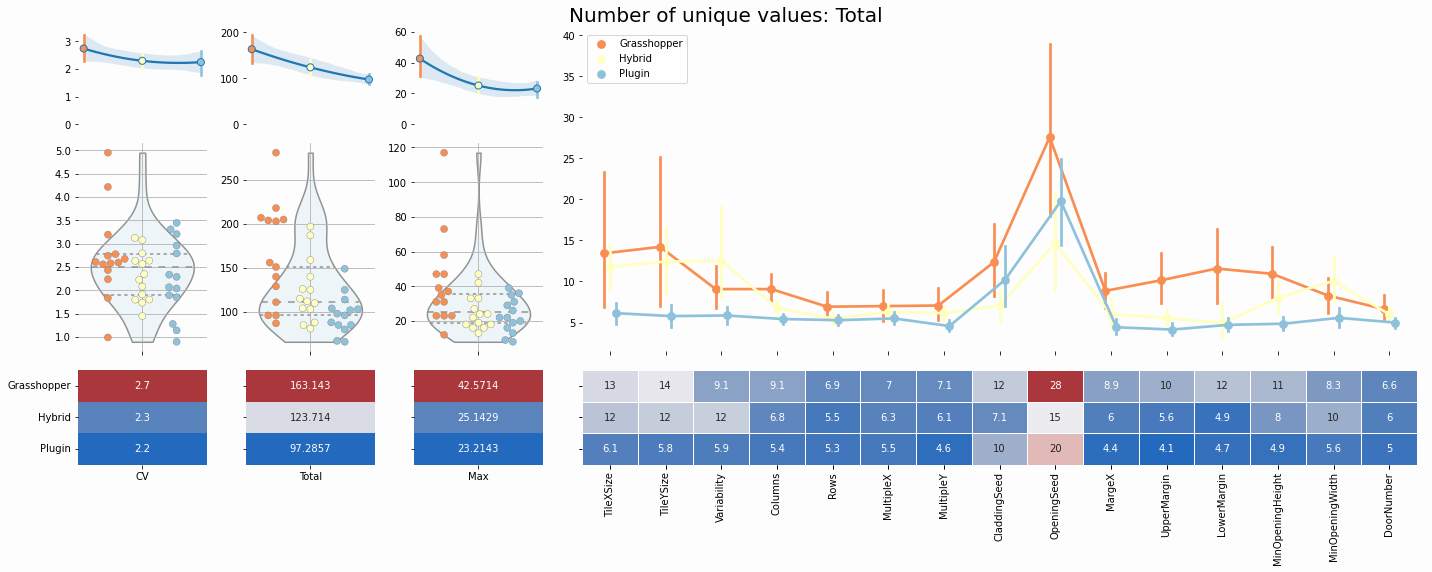 Number of unique values: Total
3
2
1
0
200
100
0
60
40
20
0
40
35
30
25
20
15
10
5
Grasshopper
Hybrid
Plugin
5.0
4.5
4.0
3.5
3.0
2.5
2.0
1.5
1.0
250
200
150
100
120
100
80
60
40
20
Grasshopper 2.7 163.143 42.5714 13 14 9.1 9.1 6.9 7 7.1 12 28 8.9 10 12 11 8.3 6.6
Hybrid 2.3 123.714 25.1429 12 12 12 6.8 5.5 6.3 6.1 7.1 15 6 5.6 4.9 8 10 6
Plugin 2.2 97.2857 23.2143 6.1 5.8 5.9 5.4 5.3 5.5 4.6 10 20 4.4 4.1 4.7 4.9 5.6 5
CV Total Max
TileXSize
TileYSize
Variability
Columns
Rows
MultipleX
MultipleY
CladdingSeed
OpeningSeed
MargeX
UpperMargin
LowerMargin
MinOpeningHeight
MinOpeningWidth
DoorNumber